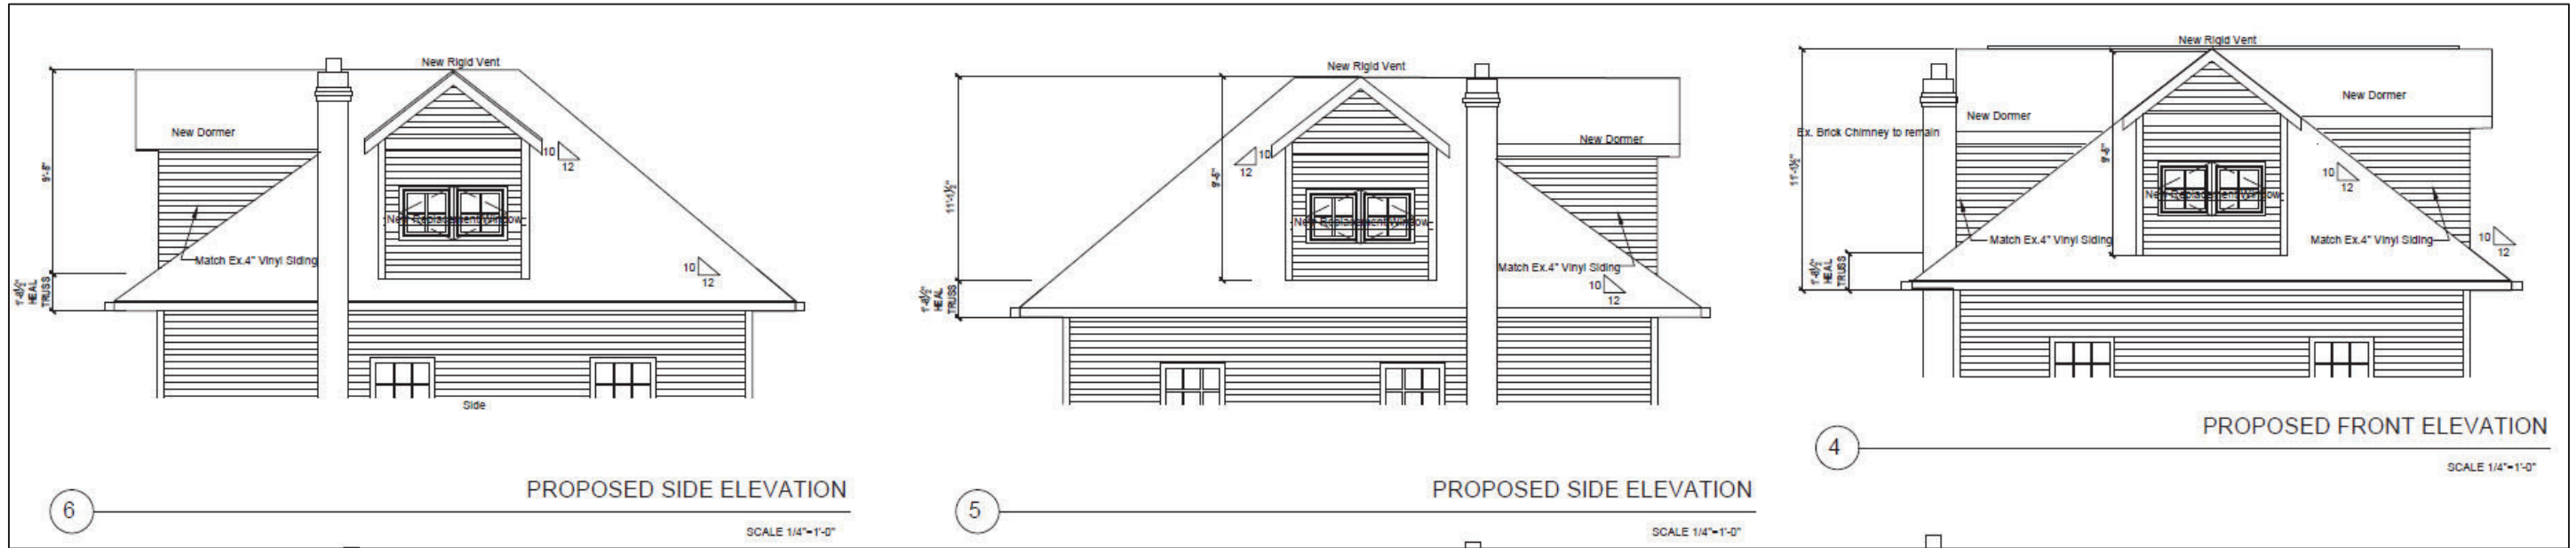 New Rigid Vent
New Dormer
9'-8"
10
12
New Replacement Window
Match Ex.4" Vinyl Siding
10
12
1'-8½"
HEAL
TRUSS
Side
6
PROPOSED SIDE ELEVATION
SCALE 1/4"=1'-0"
New Rigid Vent
New Dormer
11'-1½"
9'-8"
10
12
New Replacement Window
Match Ex.4" Vinyl Siding
10
12
1'-8½"
HEAL
TRUSS
5
PROPOSED SIDE ELEVATION
SCALE 1/4"=1'-0"
New Rigid Vent
New Dormer
New Dormer
Ex. Brick Chimney to remain
11'-1½"
9'-8"
10
12
New Replacement Window
Match Ex.4" Vinyl Siding
Match Ex.4" Vinyl Siding
10
12
1'-8½"
HEAL
TRUSS
4
PROPOSED FRONT ELEVATION
SCALE 1/4"=1'-0"